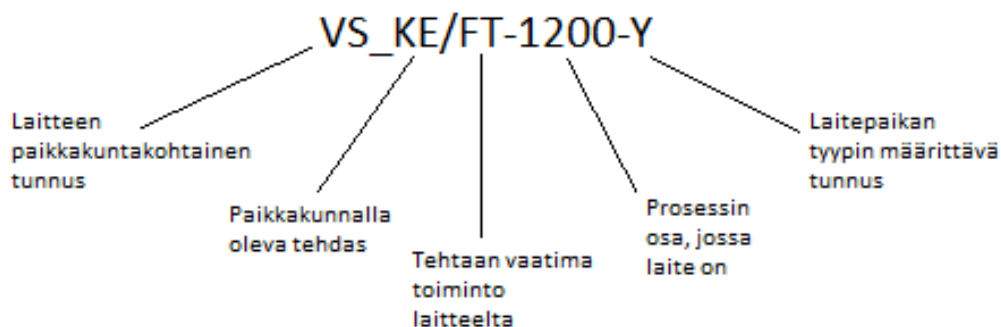 VS_KE/FT-1200-Y
Laitteen
paikkakuntakohtainen
tunnus
Paikkakunnalla
oleva tehdas
Tehtaan vaatima
toiminto
laitteelta
Prosessin
osa, jossa
laite on
Laitepaikan
tyypin määrittävä
tunnus